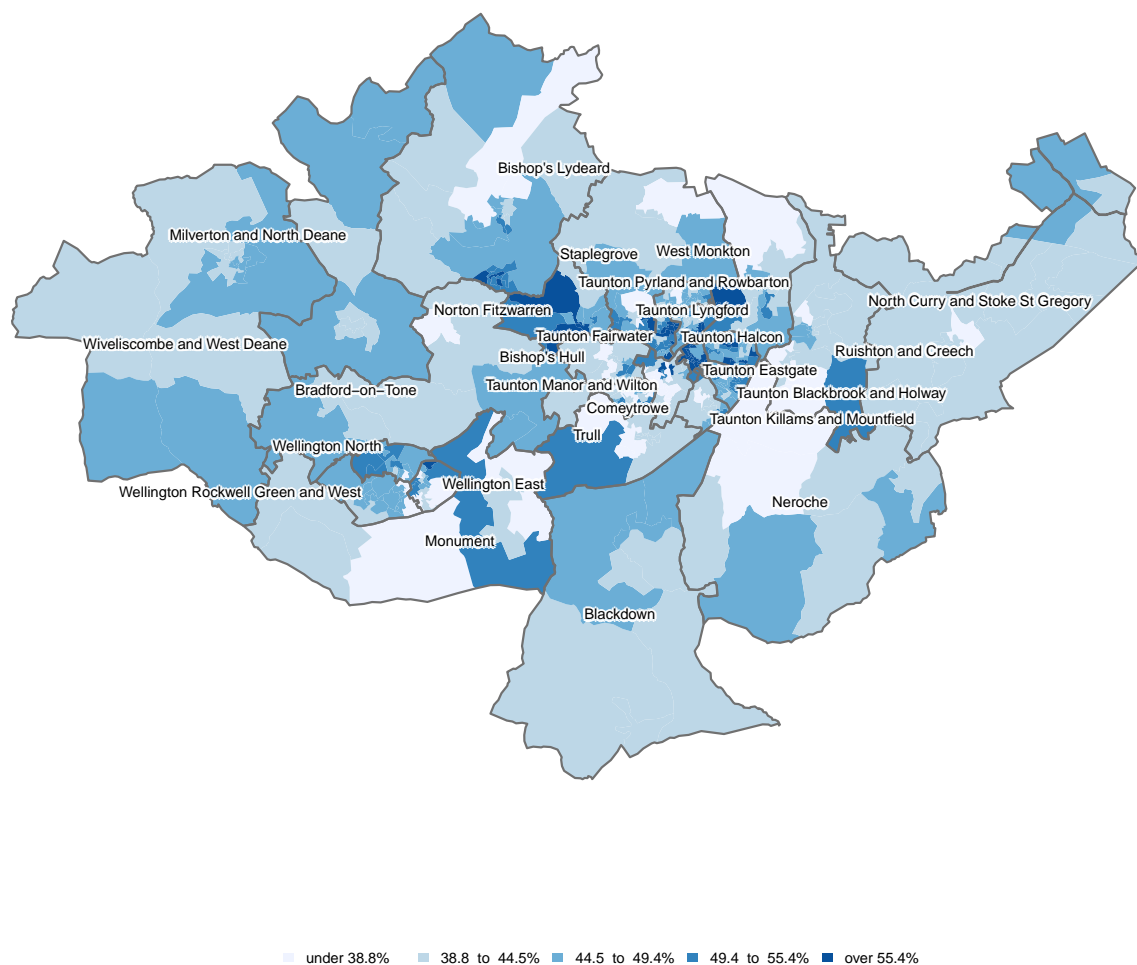 Bishop's Lydeard
Milverton and North Deane
Staplegrove
West Monkton
Taunton Pyrland and Rowbarton
North Curry and Stoke St Gregory
Norton Fitzwarren
Taunton Lyngford
Wiveliscombe and West Deane
Taunton Fairwater
Taunton Halcon
Ruishton and Creech
Bishop's Hull
Taunton Eastgate
Bradford−on−Tone
Taunton Manor and Wilton
Taunton Blackbrook and Holway
Comeytrowe
Taunton Killams and Mountfield
Trull
Wellington North
Wellington East
Wellington Rockwell Green and West
Neroche
Monument
Blackdown
under 38.8% 38.8 to 44.5% 44.5 to 49.4% 49.4 to 55.4% over 55.4%